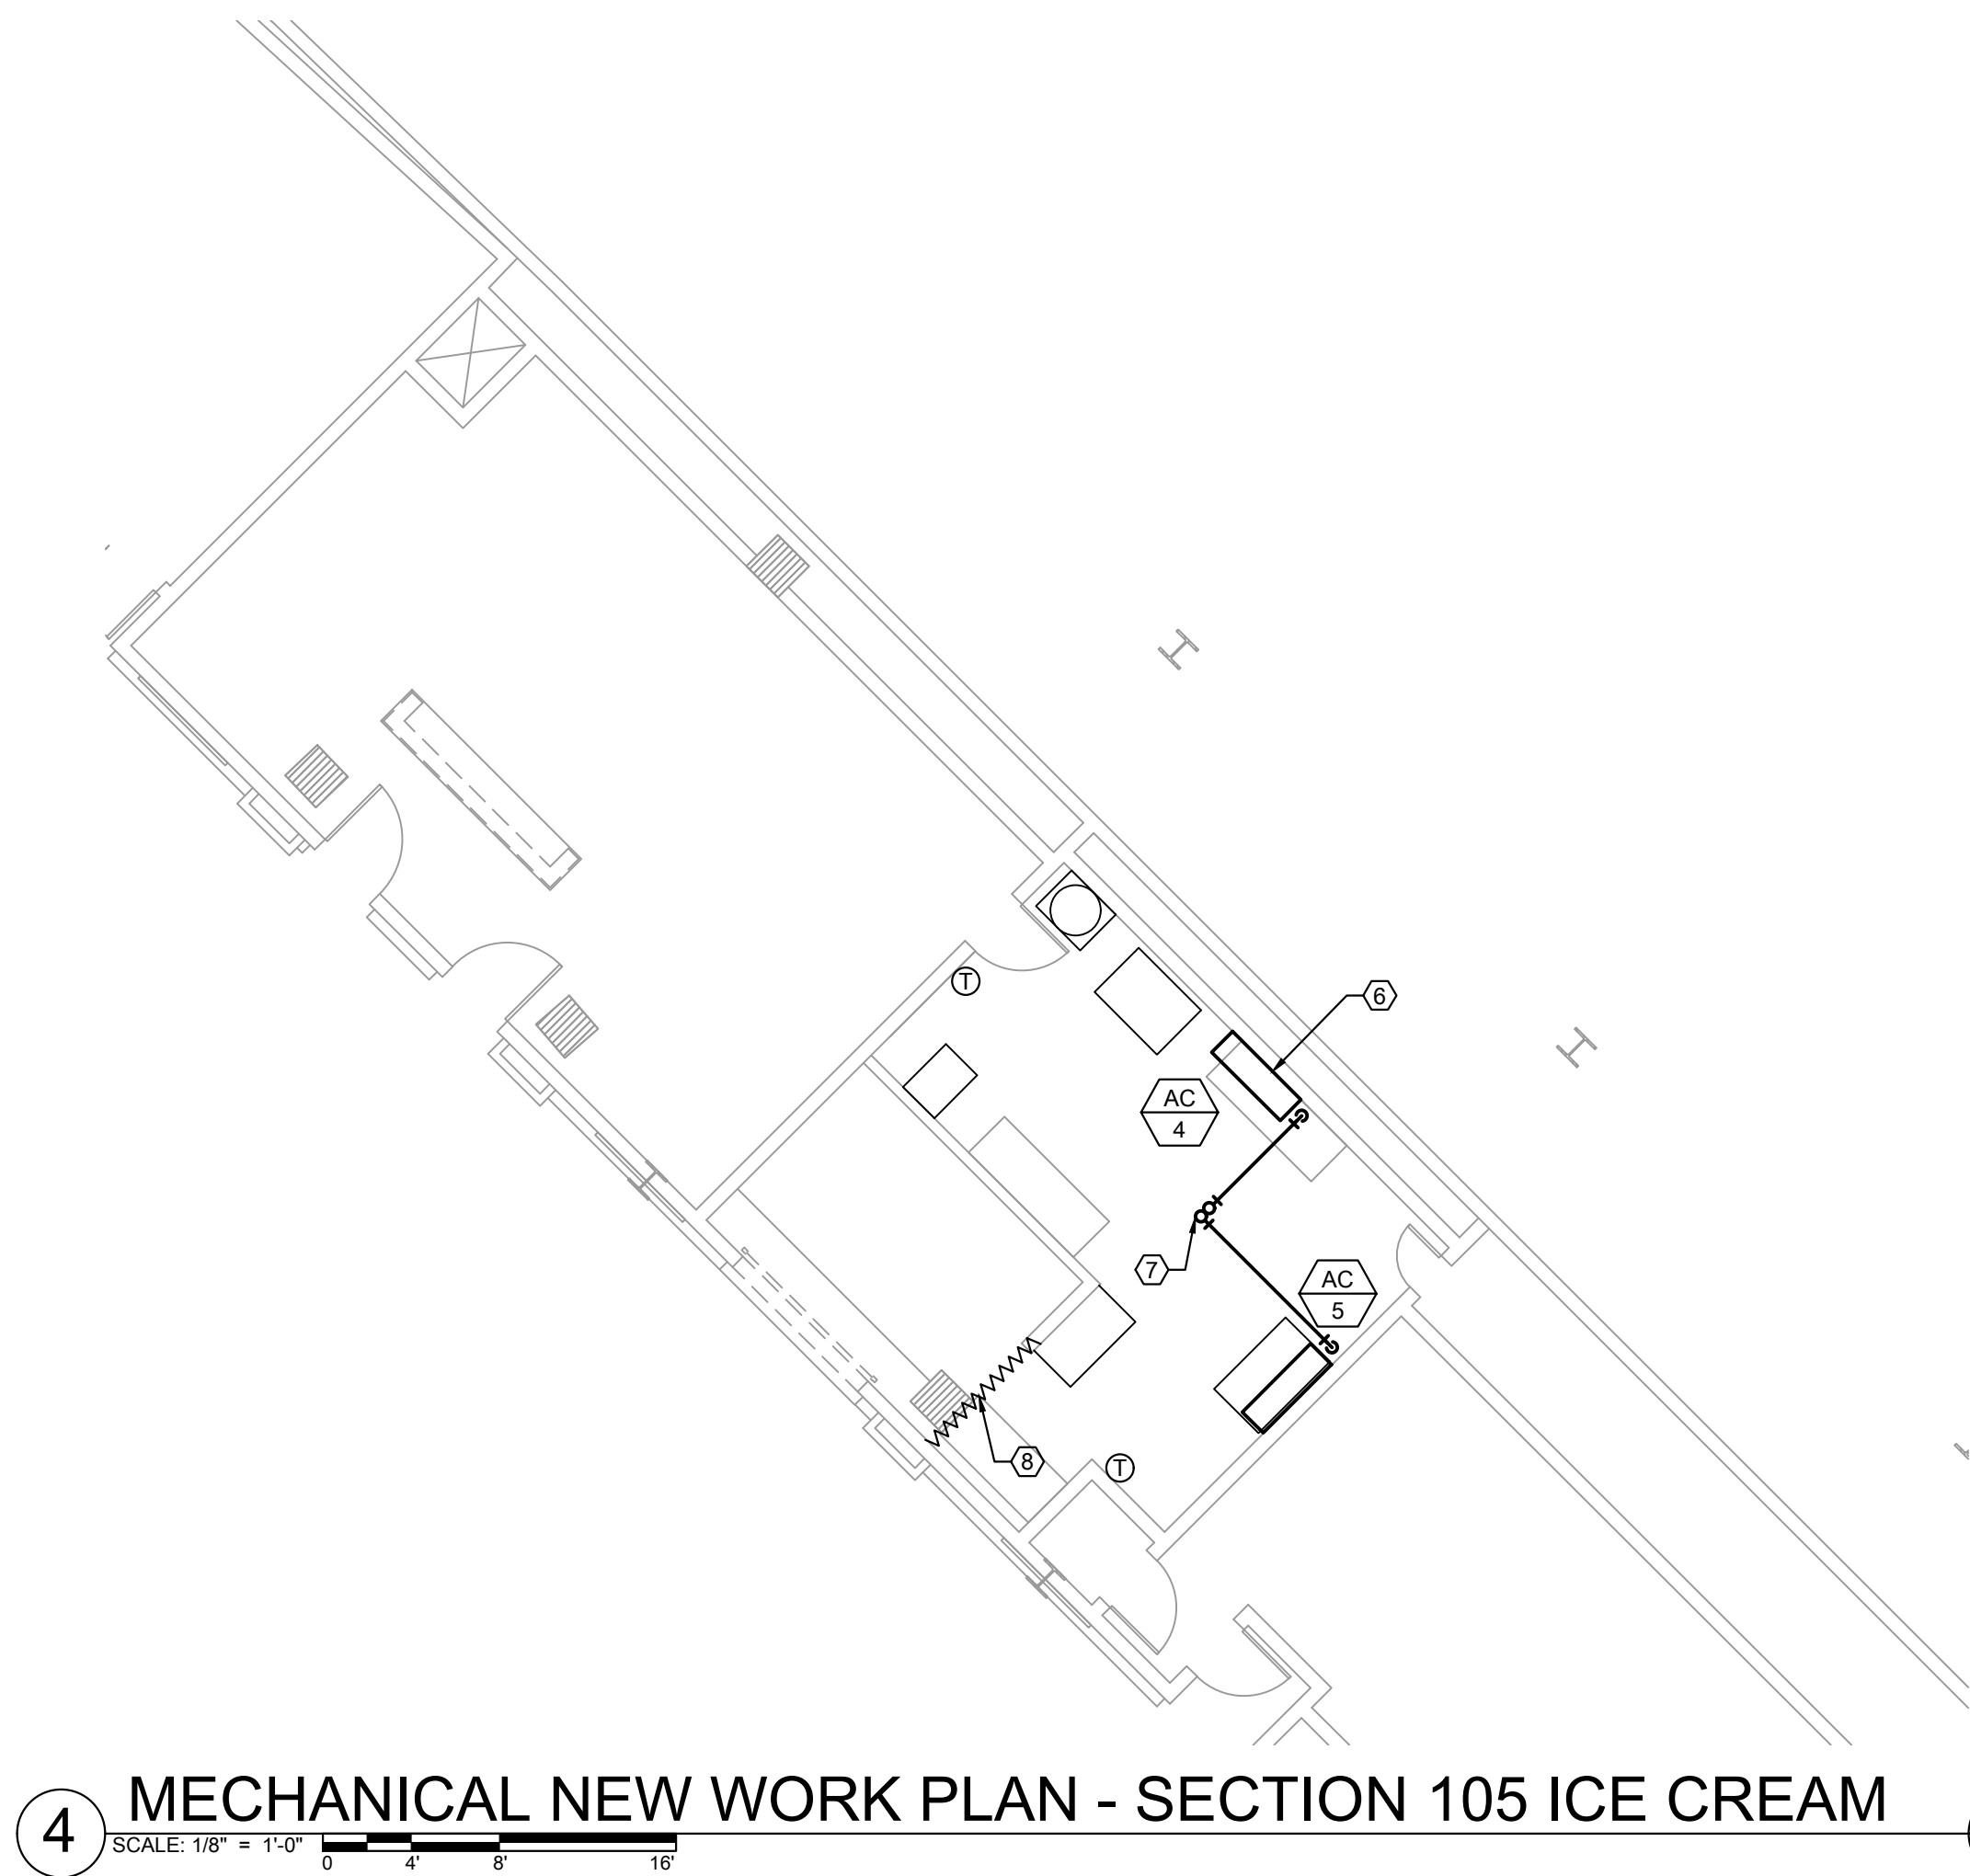 T
6
AC
4
7
AC
5
8
T
4
MECHANICAL NEW WORK PLAN - SECTION 105 ICE CREAM
SCALE: 1/8" = 1'-0"
0 4' 8' 16'